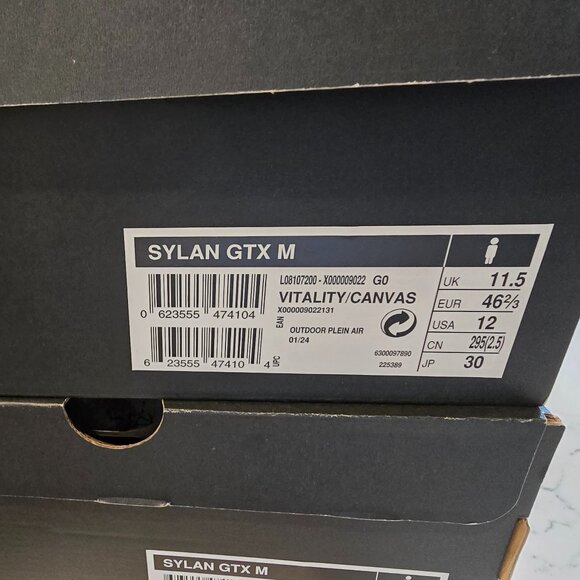 SYLAN GTX M
L08107200 - X000009022 G0
VITALITY/CANVAS
X000009022131
EAN
0 623555 474104
OUTDOOR PLEIN AIR
01/24
6 23555 47410 4
UPC
6300097890
225389
UK 11.5
EUR 46⅔
USA 12
CN 295(2.5)
JP 30
SYLAN GTX M